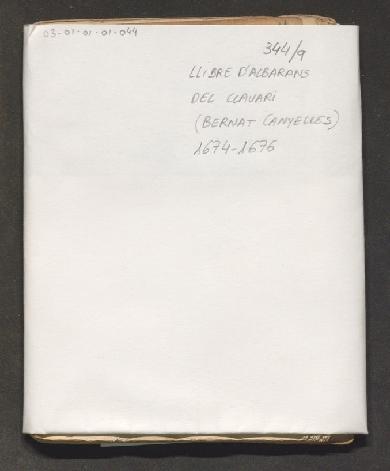 03-01-01-01-044
344/9
LLIBRE D'ALBARANS
DEL CLAVARI
(BERNAT CANYELLES)
1674-1676